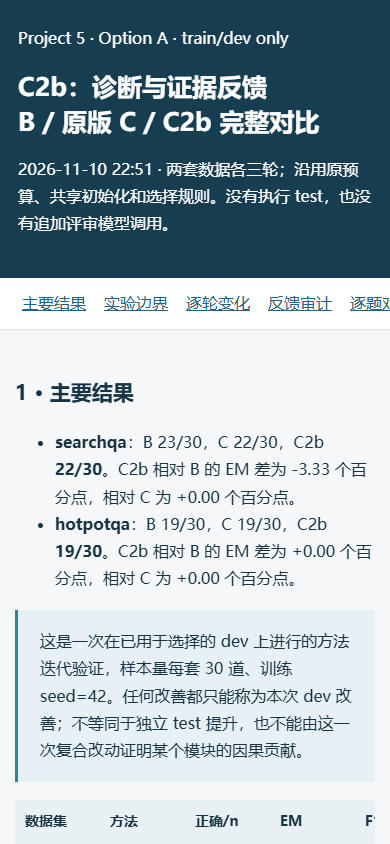 Project 5 · Option A · train/dev only
C2b：诊断与证据反馈
B / 原版 C / C2b 完整对比
2026-11-10 22:51 · 两套数据各三轮；沿用原预
算、共享初始化和选择规则。没有执行 test，也没
有追加评审模型调用。
主要结果 实验边界 逐轮变化 反馈审计 逐题对
1 · 主要结果
• searchqa：B 23/30，C 22/30，C2b
22/30。C2b 相对 B 的 EM 差为 -3.33 个百
分点，相对 C 为 +0.00 个百分点。
• hotpotqa：B 19/30，C 19/30，C2b
19/30。C2b 相对 B 的 EM 差为 +0.00 个百
分点，相对 C 为 +0.00 个百分点。
这是一次在已用于选择的 dev 上进行的方法
迭代验证，样本量每套 30 道、训练
seed=42。任何改善都只能称为本次 dev 改
善；不等同于独立 test 提升，也不能由这一
次复合改动证明某个模块的因果贡献。
数据集 方法 正确/n EM